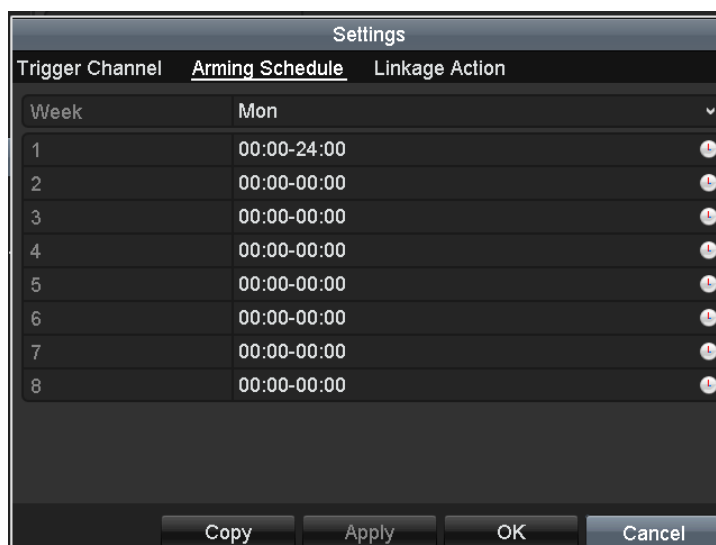 Settings
Trigger Channel Arming Schedule Linkage Action
Week Mon
1 00:00-24:00
2 00:00-00:00
3 00:00-00:00
4 00:00-00:00
5 00:00-00:00
6 00:00-00:00
7 00:00-00:00
8 00:00-00:00
Copy Apply OK Cancel